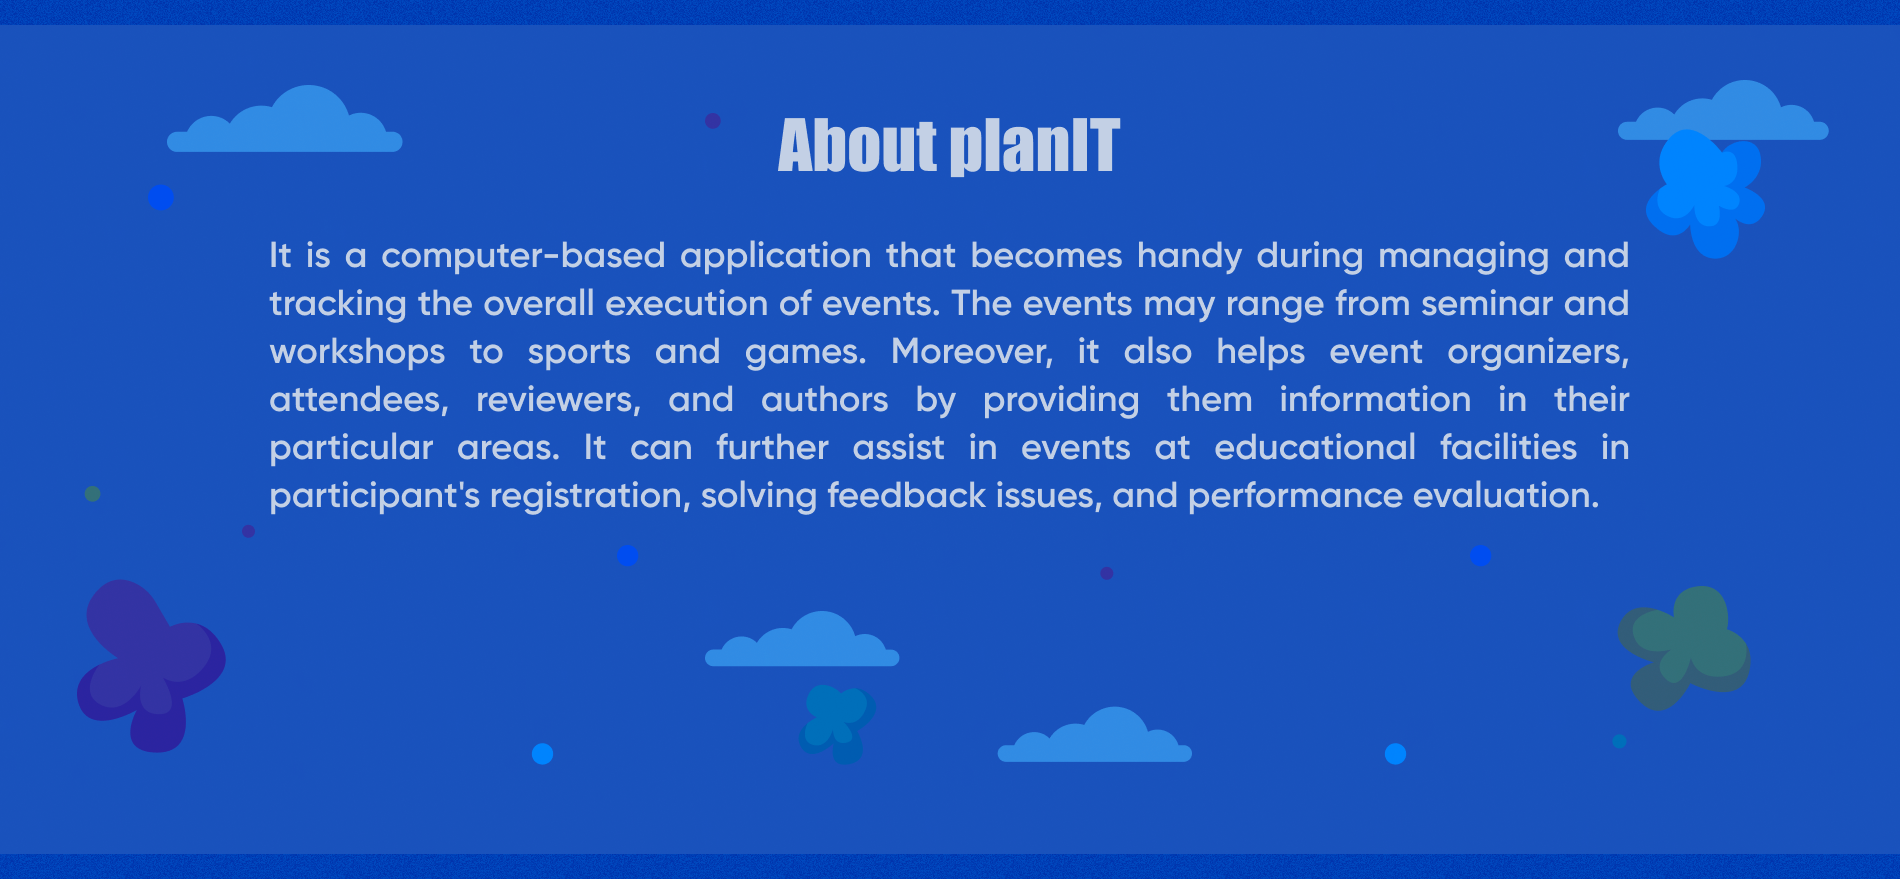 About planIT
It is a computer-based application that becomes handy during managing and
tracking the overall execution of events. The events may range from seminar and
workshops to sports and games. Moreover, it also helps event organizers,
attendees, reviewers, and authors by providing them information in their
particular areas. It can further assist in events at educational facilities in
participant's registration, solving feedback issues, and performance evaluation.